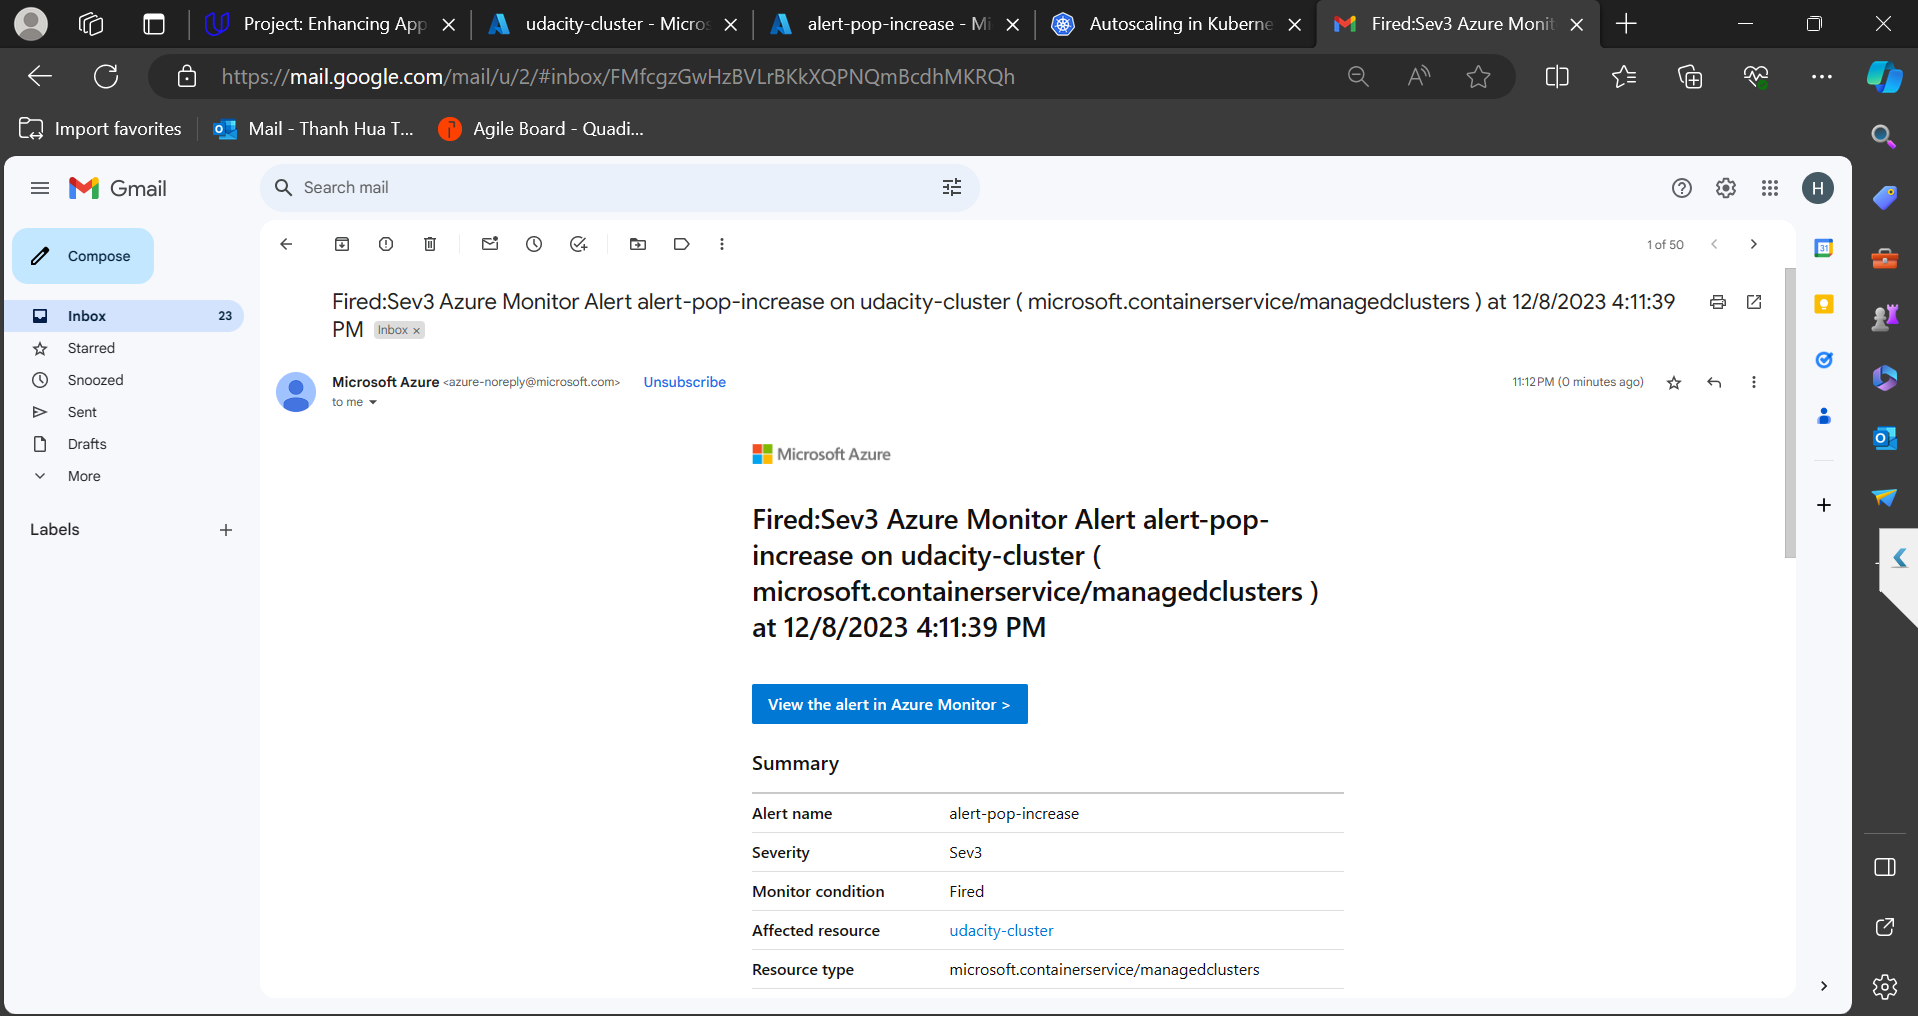 Project: Enhancing App
udacity-cluster - Micros
alert-pop-increase - Mi
Autoscaling in Kuberne
Fired:Sev3 Azure Monit
https://mail.google.com/mail/u/2/#inbox/FMfcgzGwHzBVLrBKkXQPNQmBcdhMKRQh
Import favorites
Mail - Thanh Hua T...
Agile Board - Quadi...
Gmail
Search mail
H
Compose
1 of 50
31
Inbox 23
Starred
Snoozed
Sent
Drafts
More
Labels
Fired:Sev3 Azure Monitor Alert alert-pop-increase on udacity-cluster ( microsoft.containerservice/managedclusters ) at 12/8/2023 4:11:39
PM Inbox ×
Microsoft Azure <azure-noreply@microsoft.com> Unsubscribe
11:12 PM (0 minutes ago)
to me
Microsoft Azure
Fired:Sev3 Azure Monitor Alert alert-pop-
increase on udacity-cluster (
microsoft.containerservice/managedclusters )
at 12/8/2023 4:11:39 PM
View the alert in Azure Monitor >
Summary
Alert name alert-pop-increase
Severity Sev3
Monitor condition Fired
Affected resource udacity-cluster
Resource type microsoft.containerservice/managedclusters